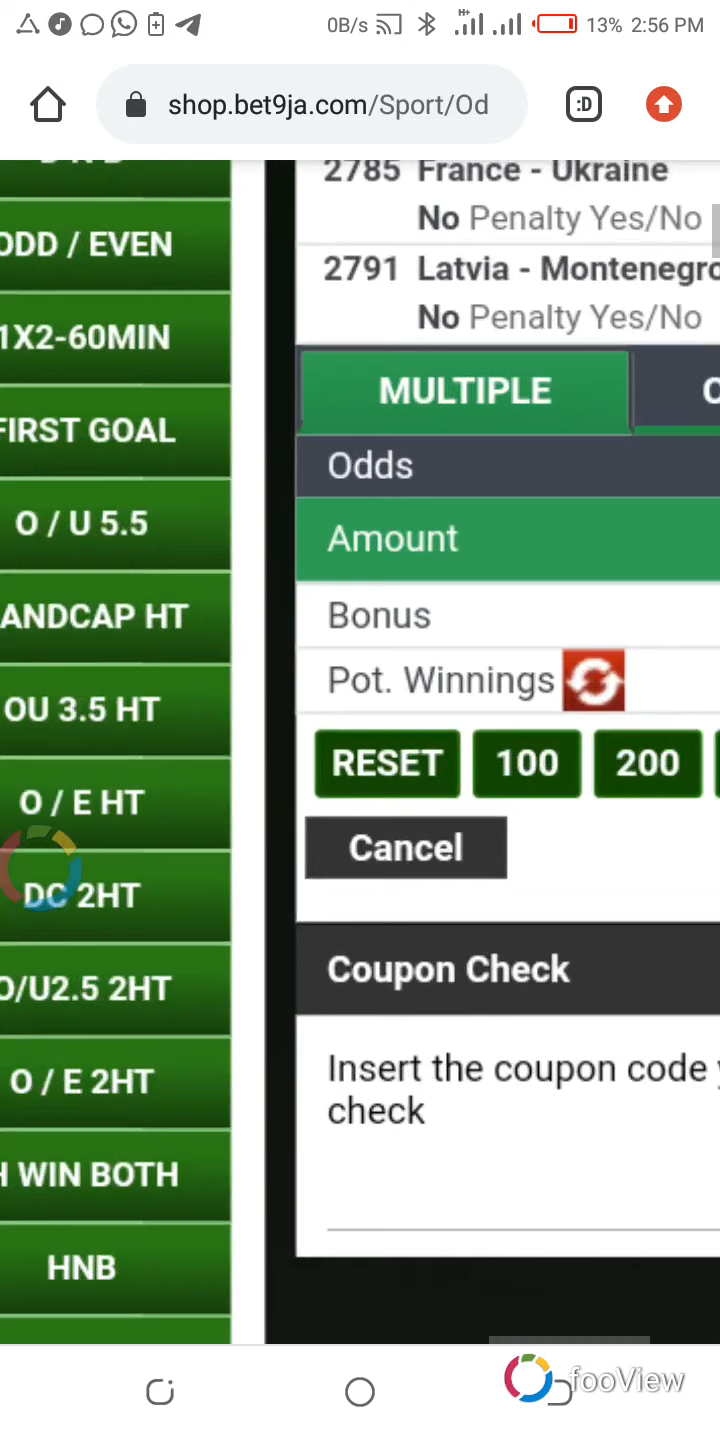 0B/s H+ 13% 2:56 PM
shop.bet9ja.com/Sport/Od
:D
ODD / EVEN
1X2-60MIN
FIRST GOAL
O / U 5.5
ANDCAP HT
OU 3.5 HT
O / E HT
DC 2HT
O/U2.5 2HT
O / E 2HT
H WIN BOTH
HNB
2785 France - Ukraine
No Penalty Yes/No
2791 Latvia - Montenegro
No Penalty Yes/No
MULTIPLE
Odds
Amount
Bonus
Pot. Winnings
RESET 100 200
Cancel
Coupon Check
Insert the coupon code
check
fooView